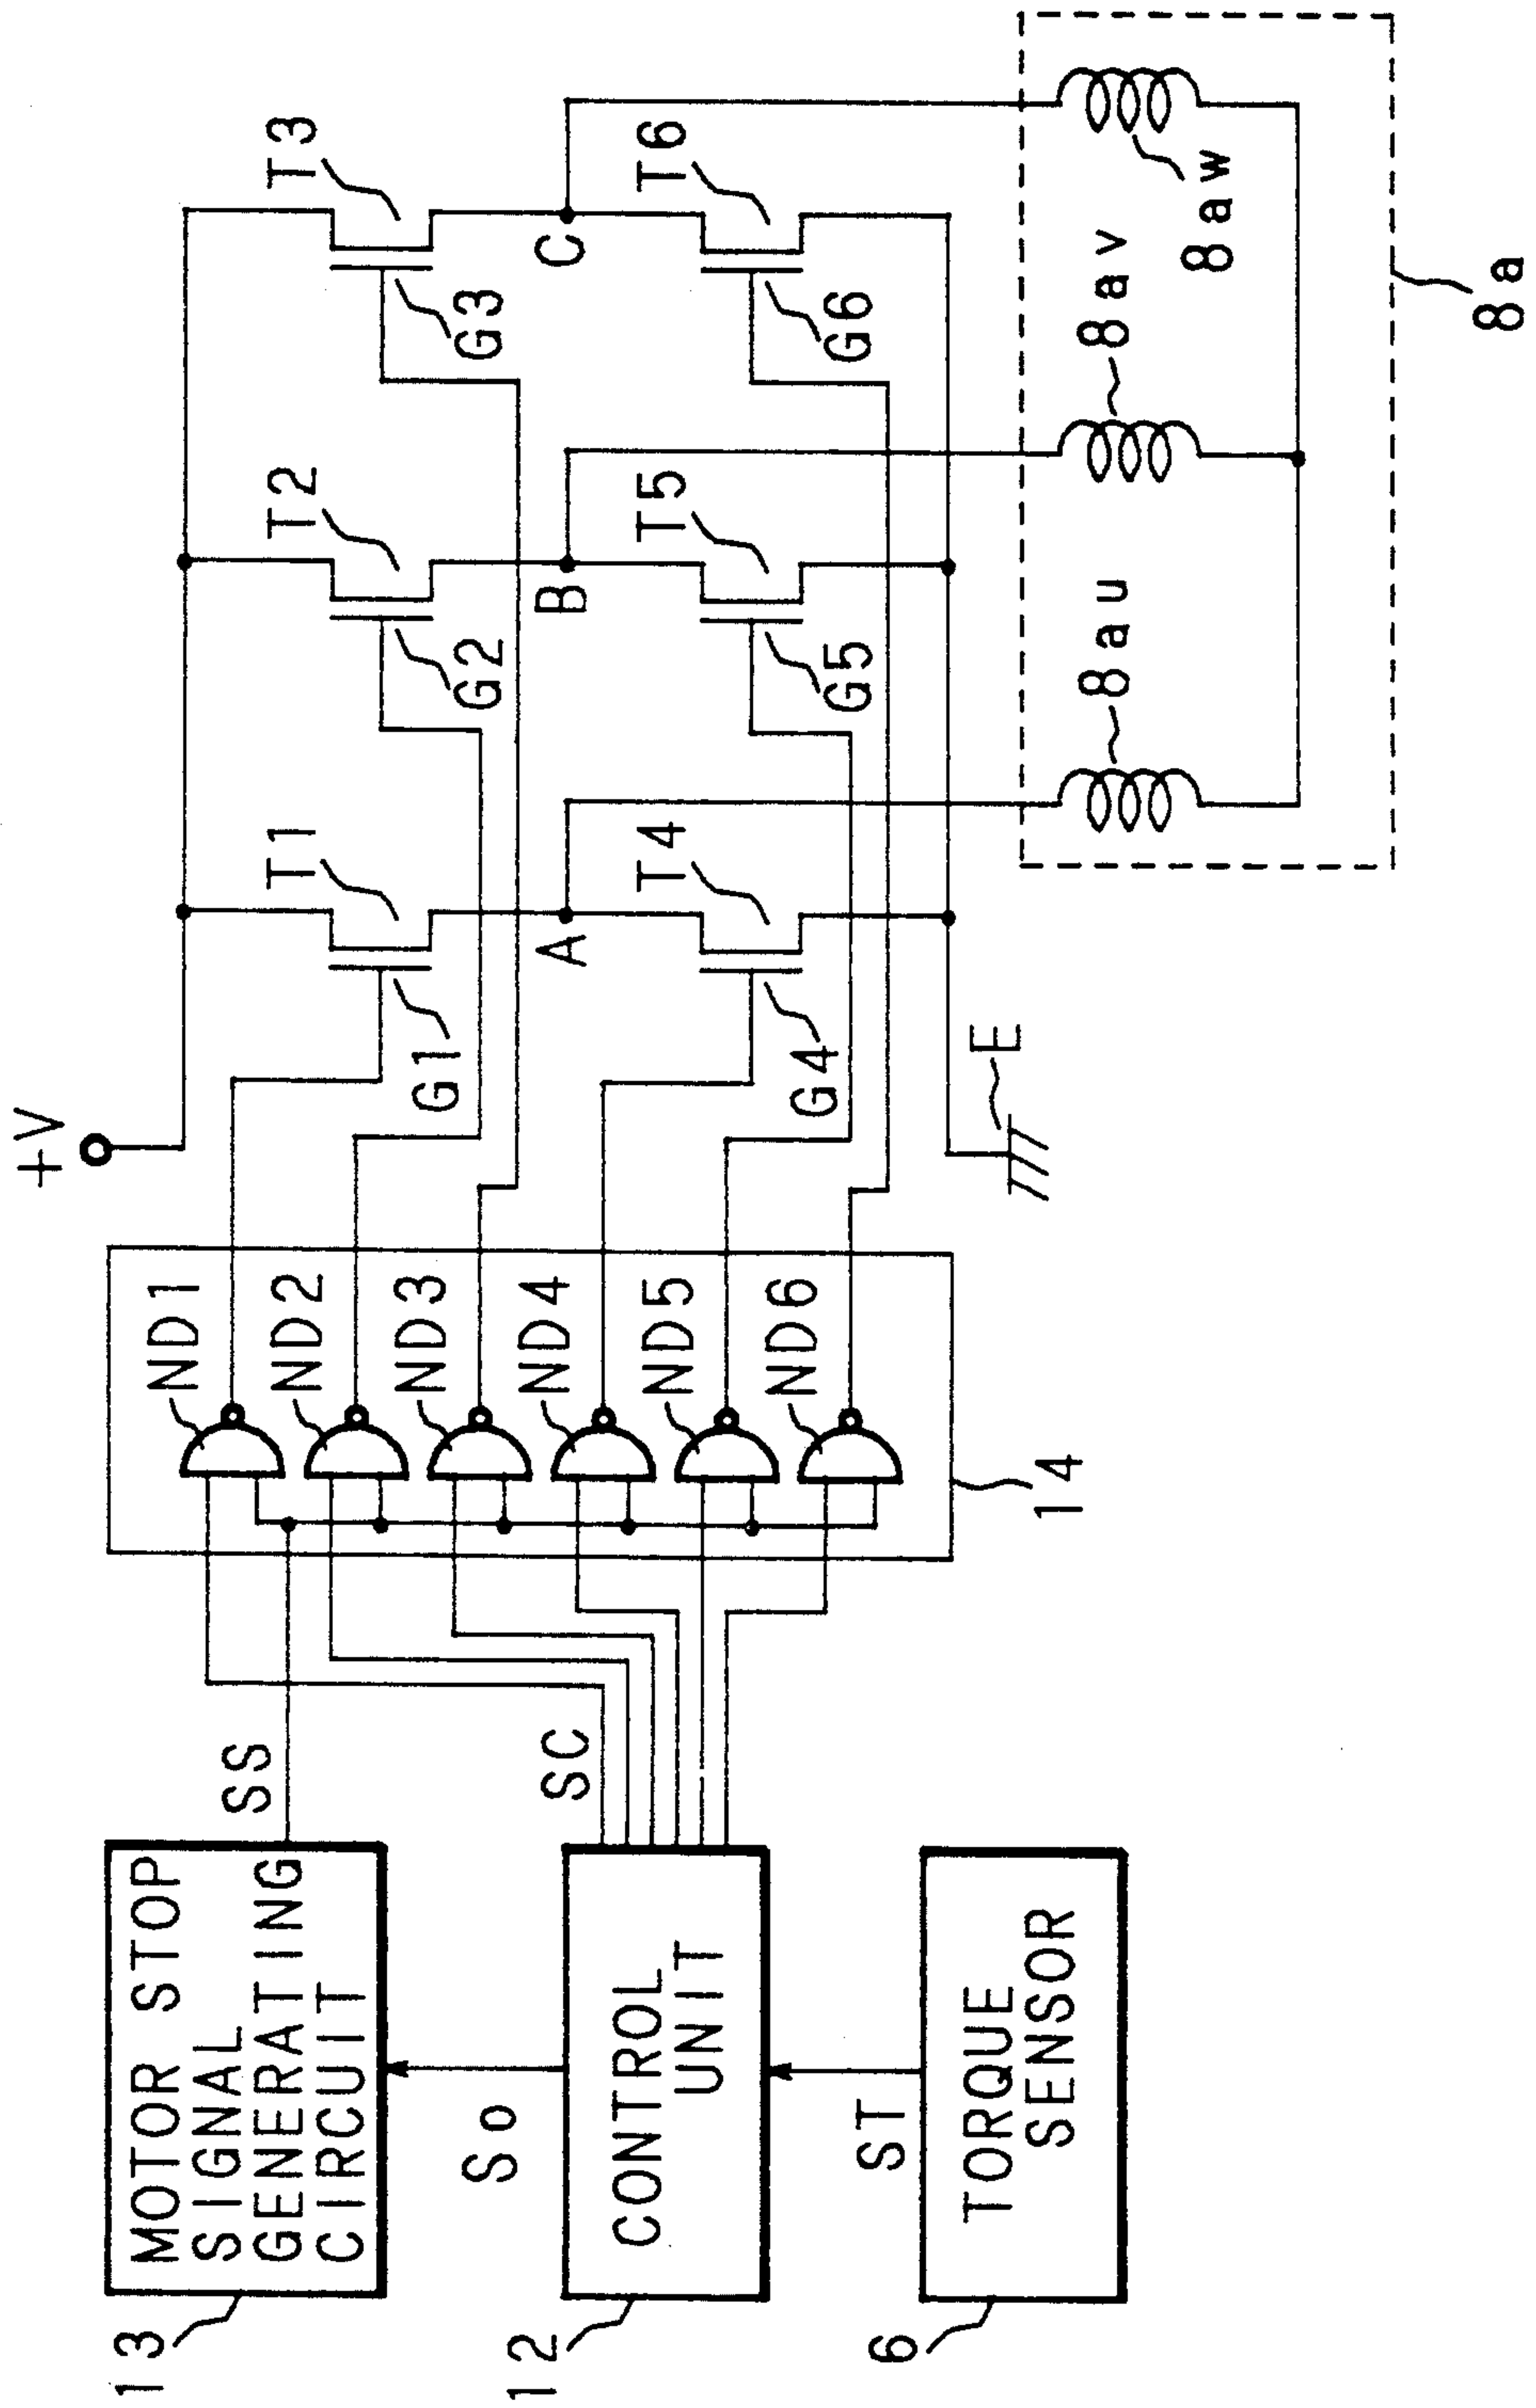 13
MOTOR STOP
SIGNAL
GENERATING
CIRCUIT
SS
So
12
CONTROL
UNIT
SC
ST
6
TORQUE
SENSOR
14
ND1
ND2
ND3
ND4
ND5
ND6
+V
T1
G1
T2
G2
T3
G3
A
B
C
T4
G4
T5
G5
T6
G6
E
8au
8av
8aw
8a